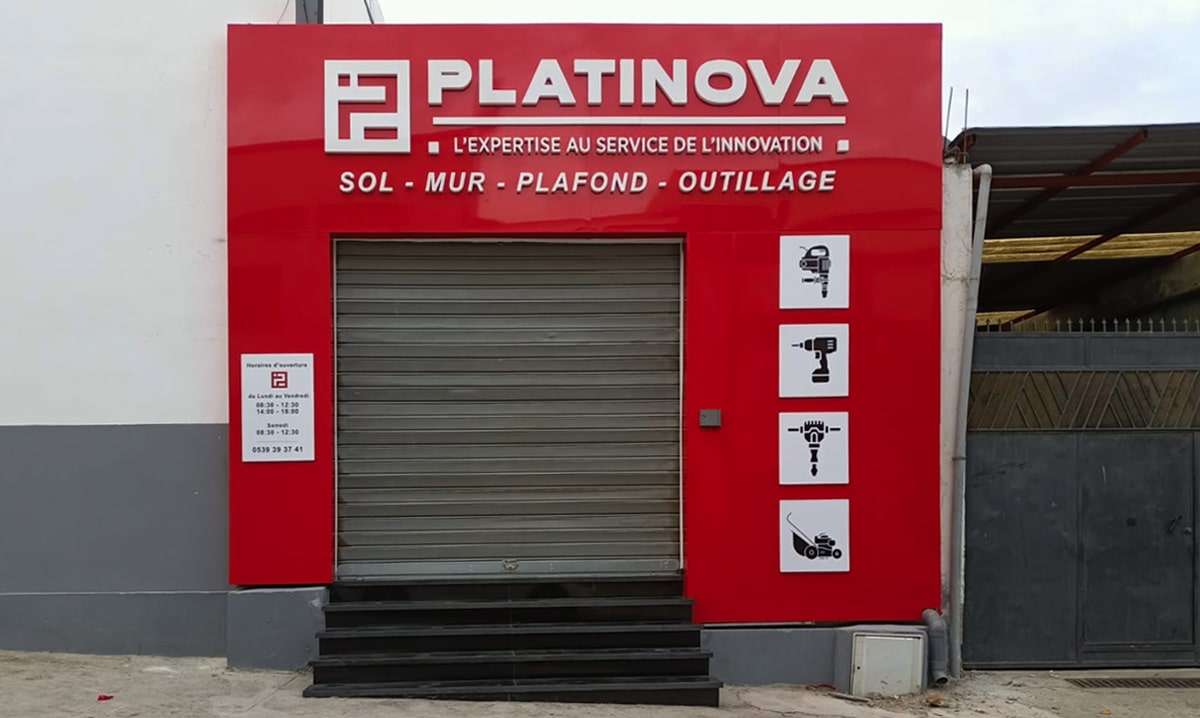 PLATINOVA
L'EXPERTISE AU SERVICE DE L'INNOVATION
SOL - MUR - PLAFOND - OUTILLAGE
Horaires d'ouverture
du Lundi au Vendredi
08:30 - 12:30
14:00 - 18:00
Samedi
08:30 - 12:30
0539 39 37 41